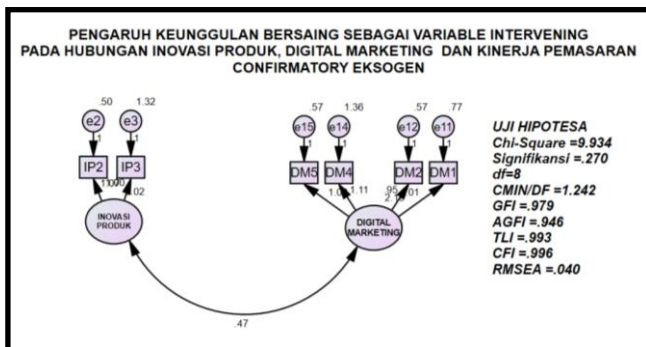 PENGARUH KEUNGGULAN BERSAING SEBAGAI VARIABLE INTERVENING
PADA HUBUNGAN INOVASI PRODUK, DIGITAL MARKETING DAN KINERJA PEMASARAN
CONFIRMATORY EKSOGEN
.50 1.32 .57 1.36 .57 .77
e2 e3 e15 e14 e12 e11
1 1 1 1 1 1
IP2 IP3 DM5 DM4 DM2 DM1
.02 1.11 .95 .01
INOVASI
PRODUK
DIGITAL
MARKETING
.47
UJI HIPOTESA
Chi-Square =9.934
Signifikansi =.270
df=8
CMIN/DF =1.242
GFI =.979
AGFI =.946
TLI =.993
CFI =.996
RMSEA =.040